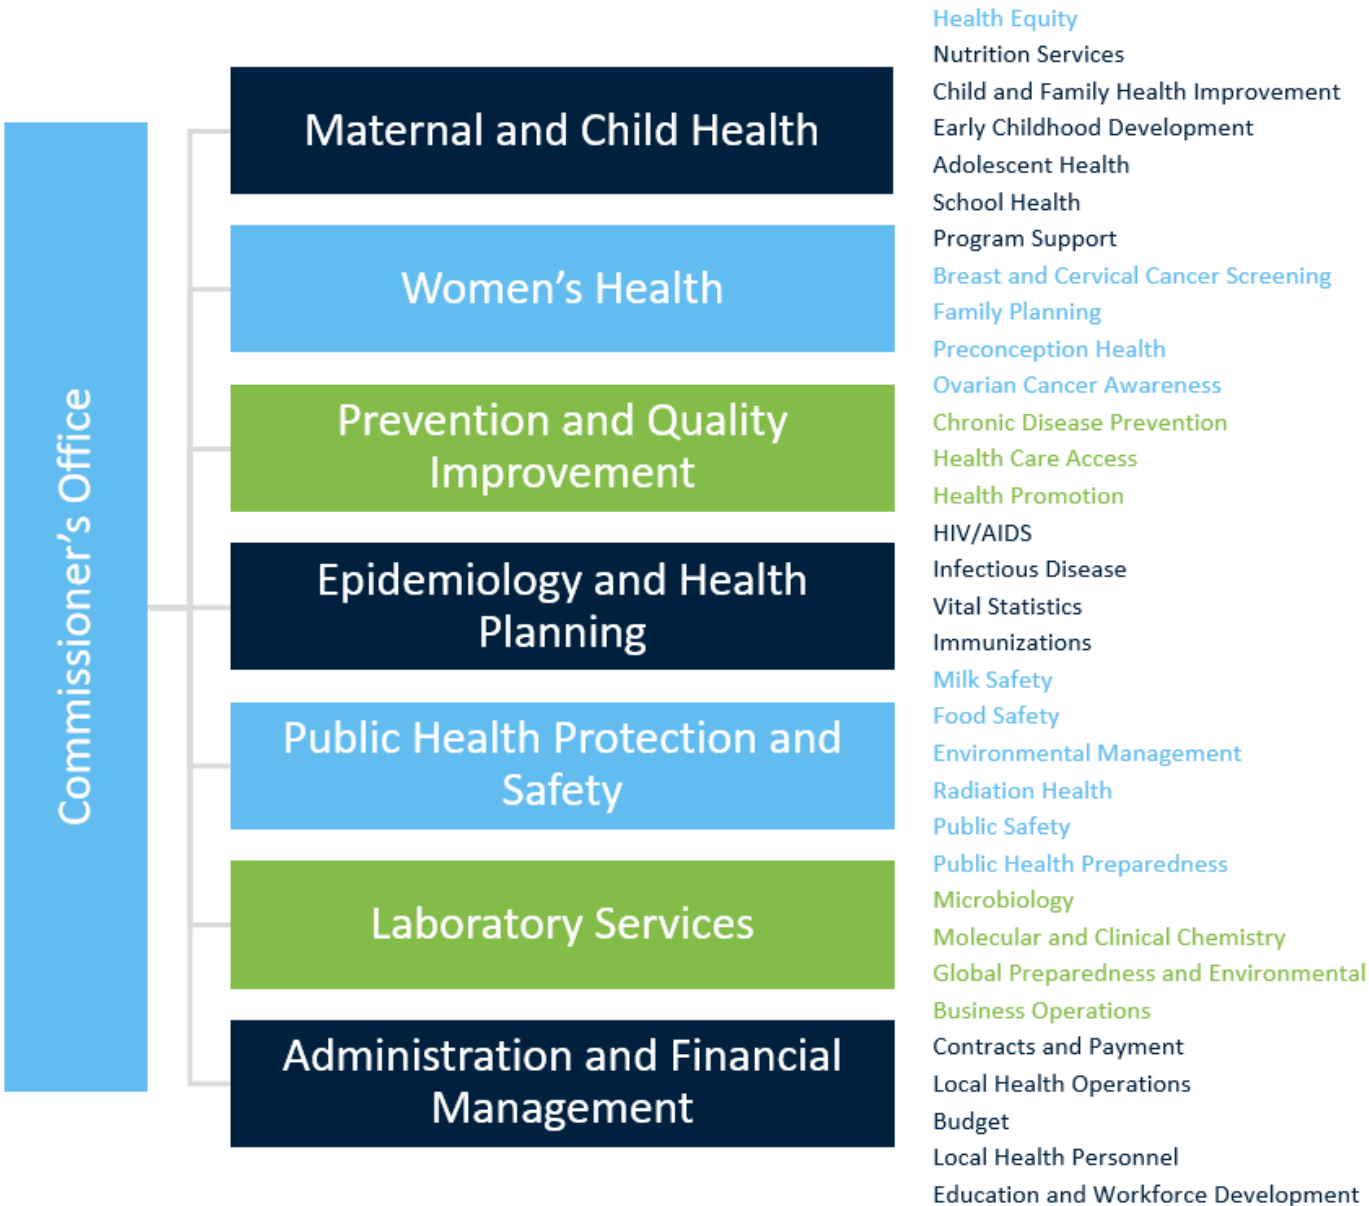 Commissioner's Office
Maternal and Child Health
Women's Health
Prevention and Quality
Improvement
Epidemiology and Health
Planning
Public Health Protection and
Safety
Laboratory Services
Administration and Financial
Management
Health Equity
Nutrition Services
Child and Family Health Improvement
Early Childhood Development
Adolescent Health
School Health
Program Support
Breast and Cervical Cancer Screening
Family Planning
Preconception Health
Ovarian Cancer Awareness
Chronic Disease Prevention
Health Care Access
Health Promotion
HIV/AIDS
Infectious Disease
Vital Statistics
Immunizations
Milk Safety
Food Safety
Environmental Management
Radiation Health
Public Safety
Public Health Preparedness
Microbiology
Molecular and Clinical Chemistry
Global Preparedness and Environmental
Business Operations
Contracts and Payment
Local Health Operations
Budget
Local Health Personnel
Education and Workforce Development